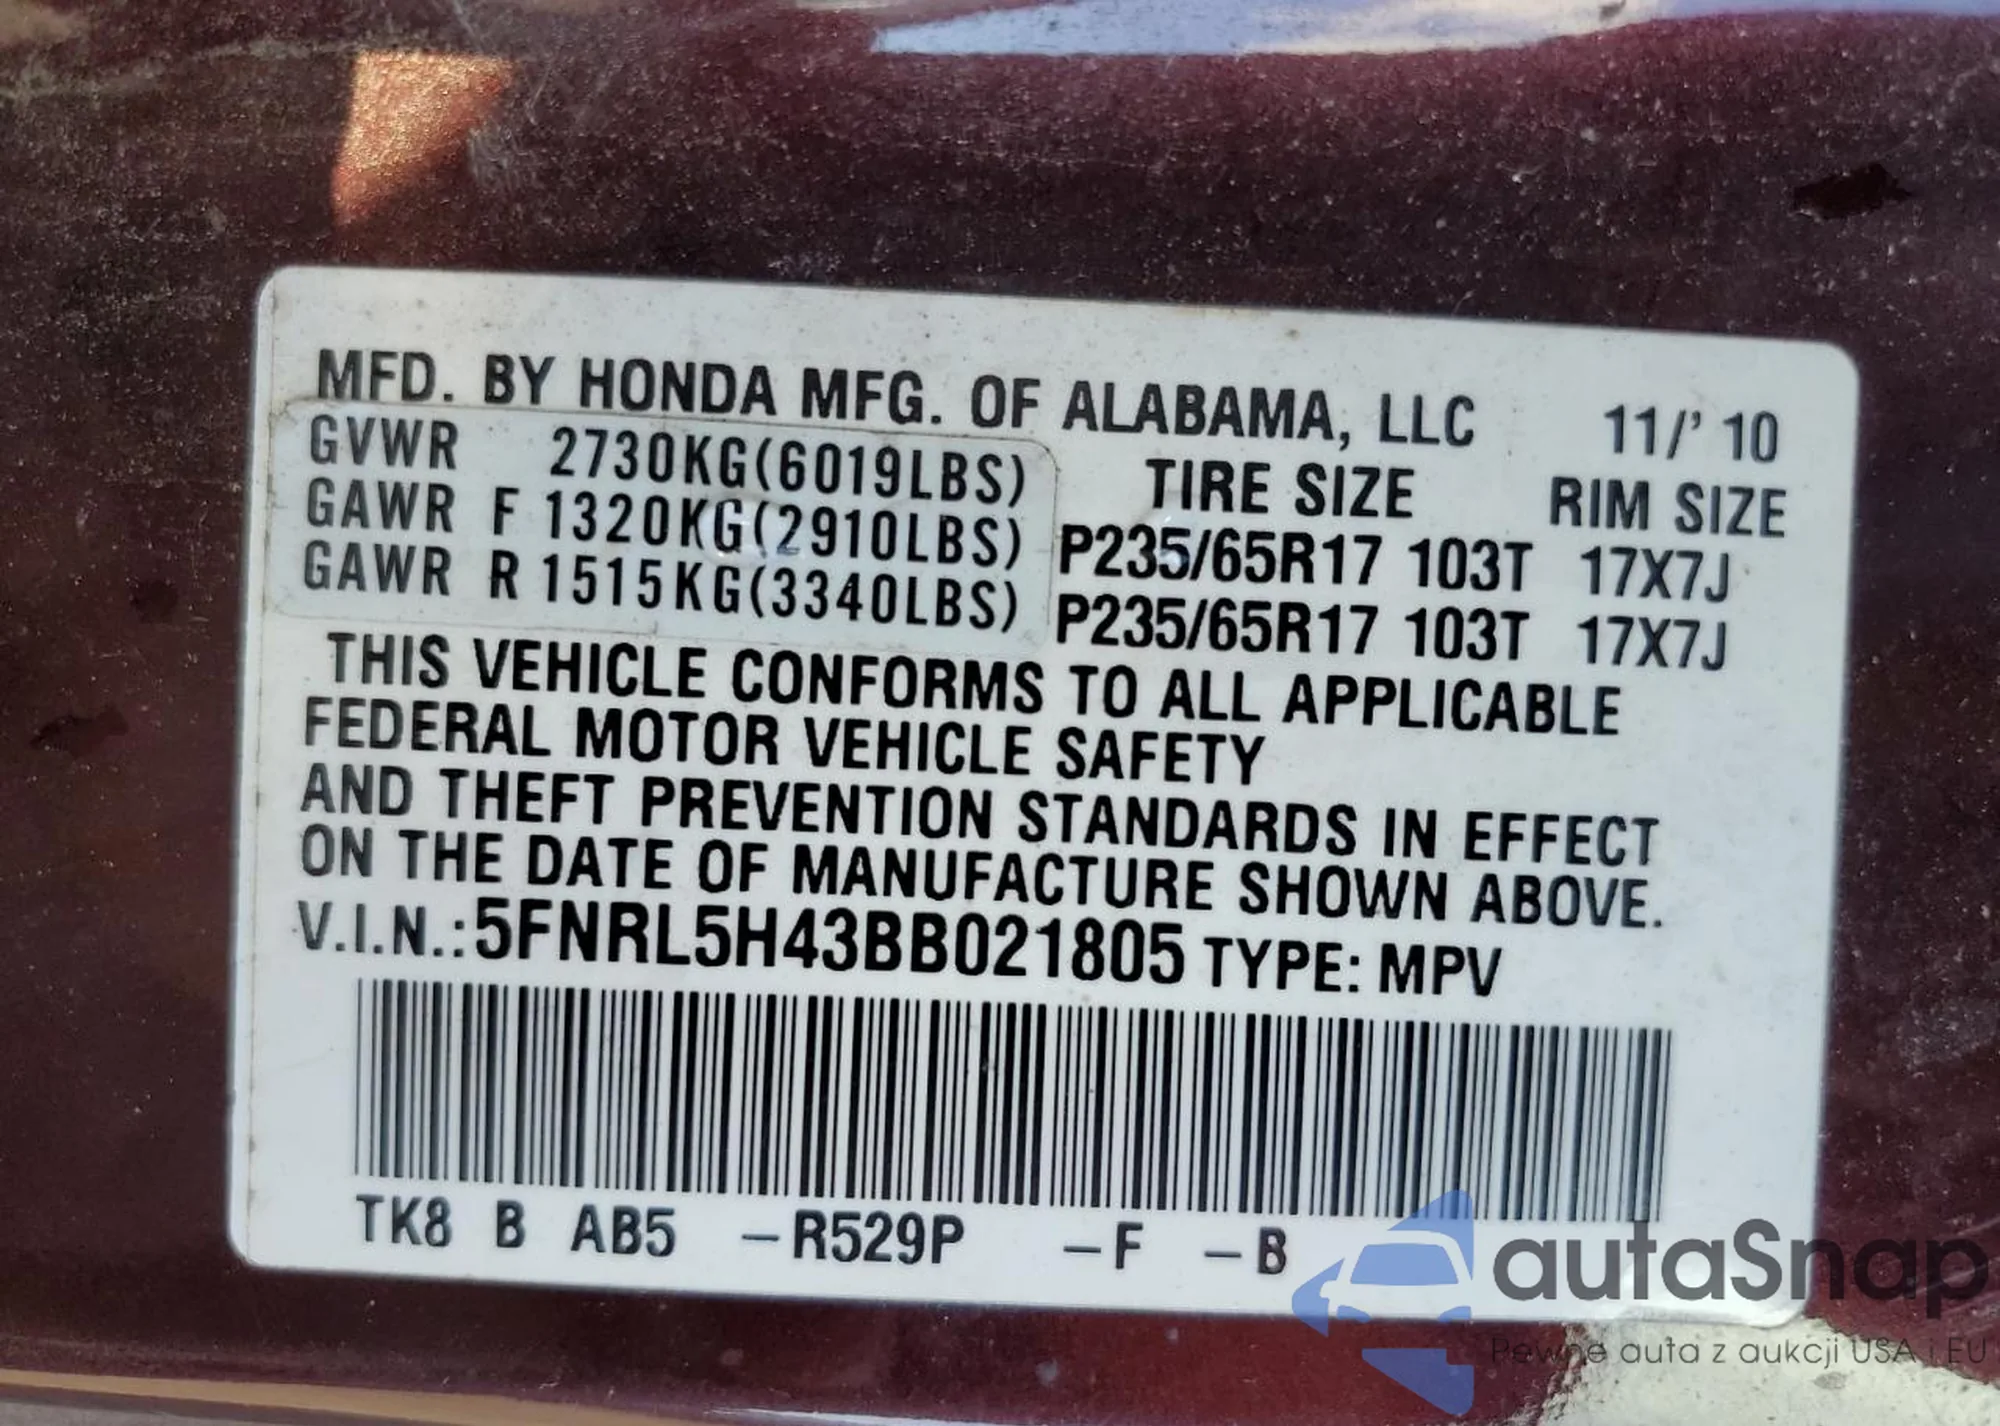 MFD. BY HONDA MFG. OF ALABAMA, LLC 11/' 10
GVWR 2730KG(6019LBS) TIRE SIZE RIM SIZE
GAWR F 1320KG(2910LBS) P235/65R17 103T 17X7J
GAWR R 1515KG(3340LBS) P235/65R17 103T 17X7J
THIS VEHICLE CONFORMS TO ALL APPLICABLE
FEDERAL MOTOR VEHICLE SAFETY
AND THEFT PREVENTION STANDARDS IN EFFECT
ON THE DATE OF MANUFACTURE SHOWN ABOVE.
V.I.N.:5FNRL5H43BB021805 TYPE: MPV
TK8 B AB5 -R529P -F -B
autaSnap
Pewne auta z aukcji USA i EU